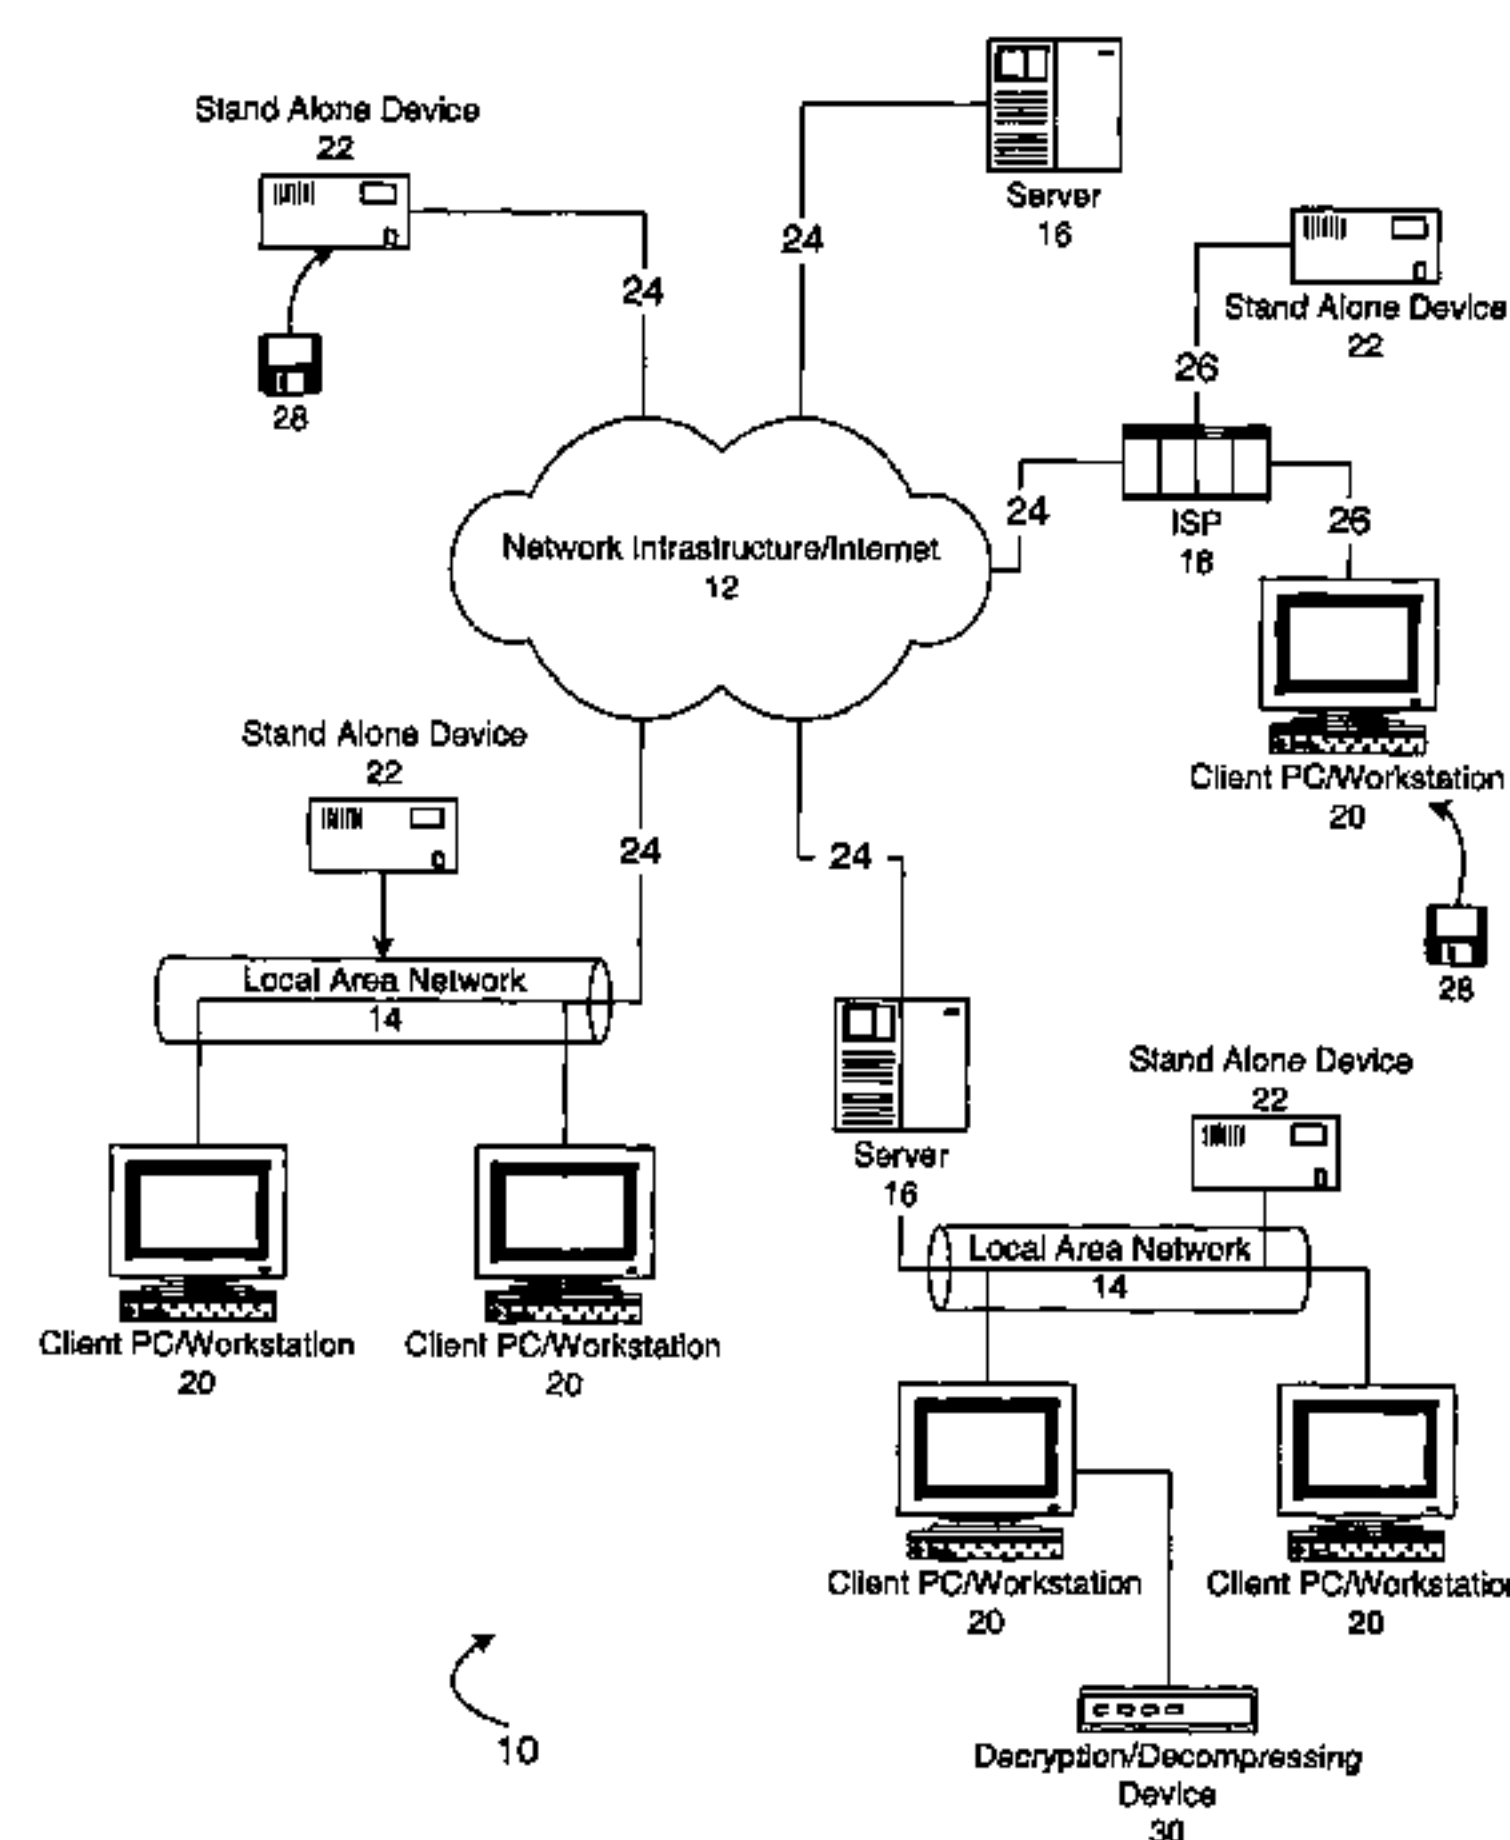 Stand Alone Device
22
24
28
Server
16
24
Stand Alone Device
22
26
24
ISP
18
26
Network Infrastructure/Internet
12
Client PC/Workstation
20
28
Stand Alone Device
22
24
24
Local Area Network
14
Client PC/Workstation
20
Client PC/Workstation
20
Server
16
Stand Alone Device
22
Local Area Network
14
Client PC/Workstation
20
Client PC/Workstation
20
10
Decryption/Decompressing
Device
30